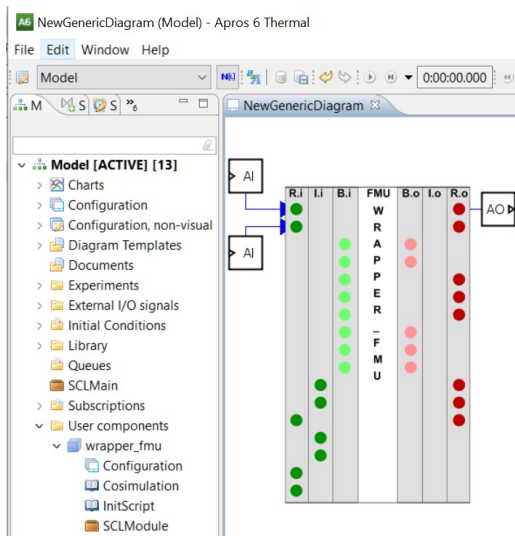 A6 NewGenericDiagram (Model) - Apros 6 Thermal
File Edit Window Help
Model N(s) 0:00:00.000
M S S »6
NewGenericDiagram
Model [ACTIVE] [13]
Charts
Configuration
Configuration, non-visual
Diagram Templates
Documents
Experiments
External I/O signals
Initial Conditions
Library
Queues
SCLMain
Subscriptions
User components
wrapper_fmu
Configuration
Cosimulation
InitScript
SCLModule
AI
AI
R.i I.i B.i FMU B.o I.o R.o
W
R
A
P
P
E
R
_
F
M
U
AO